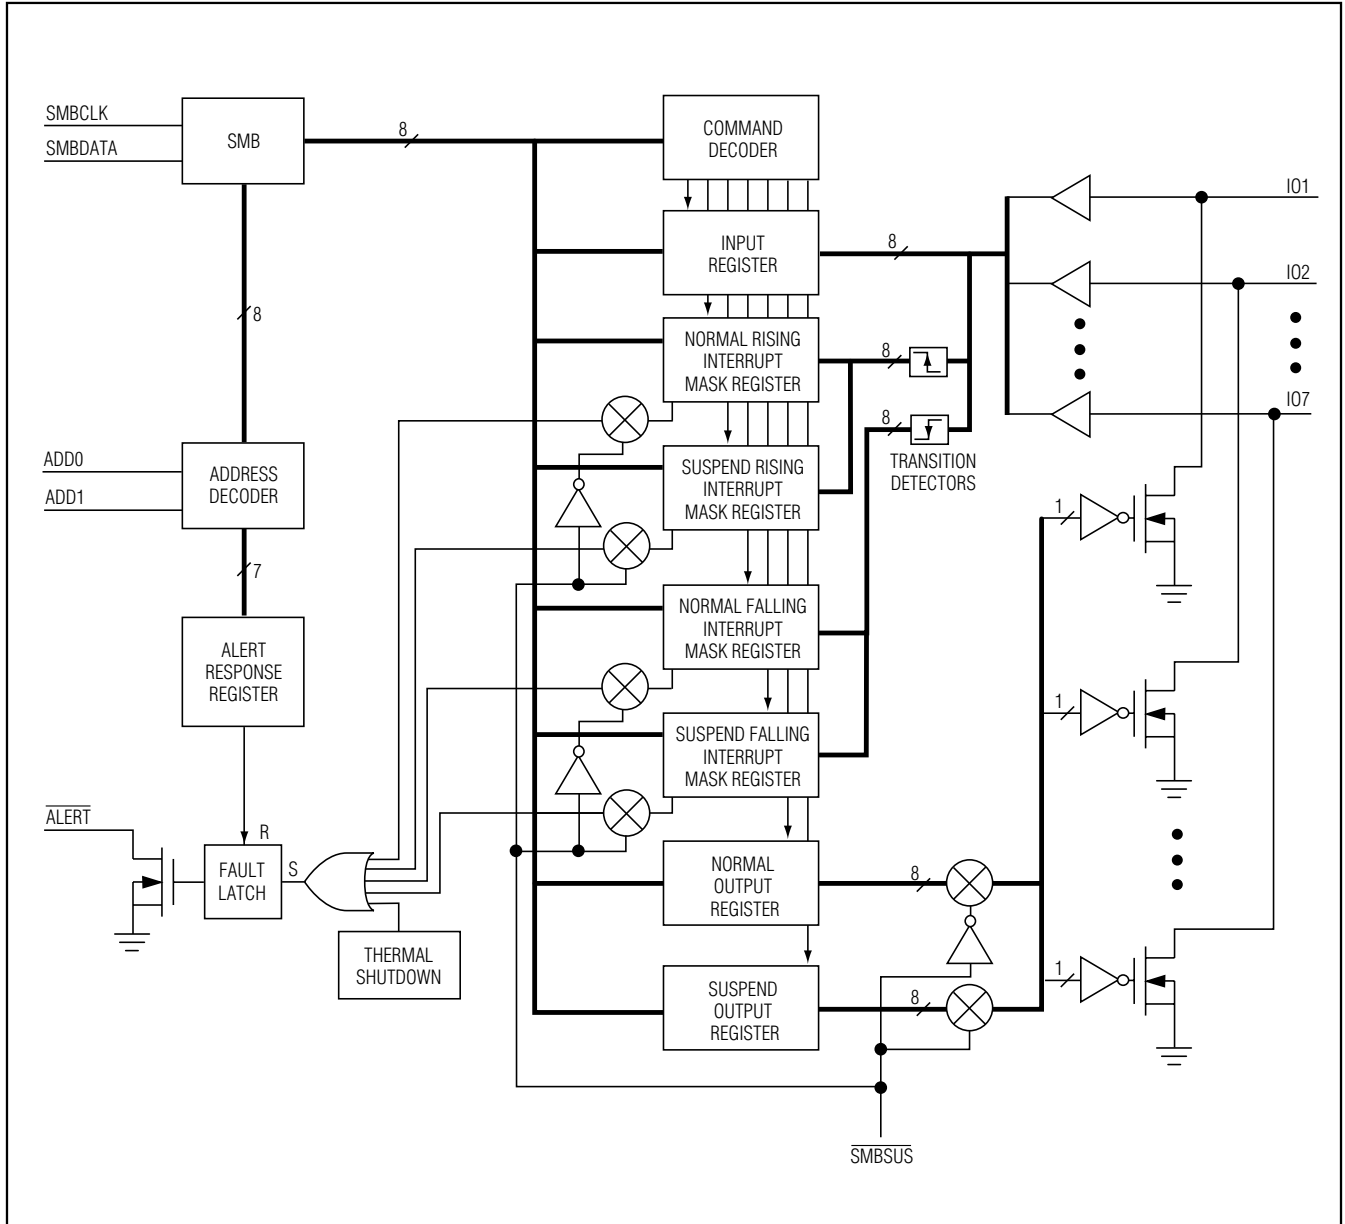 SMBCLK
SMBDATA
SMB
8
COMMAND
DECODER
IO1
INPUT
REGISTER
8
IO2
8
NORMAL RISING
INTERRUPT
MASK REGISTER
8
IO7
8
TRANSITION
DETECTORS
ADD0
ADD1
ADDRESS
DECODER
SUSPEND RISING
INTERRUPT
MASK REGISTER
1
7
NORMAL FALLING
INTERRUPT
MASK REGISTER
ALERT
RESPONSE
REGISTER
1
SUSPEND FALLING
INTERRUPT
MASK REGISTER
ALERT
R
FAULT
LATCH
S
NORMAL
OUTPUT
REGISTER
8
THERMAL
SHUTDOWN
1
SUSPEND
OUTPUT
REGISTER
8
SMBSUS